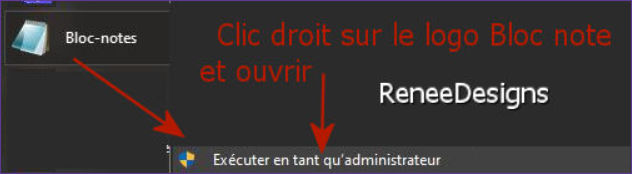 Bloc-notes
Clic droit sur le logo Bloc note
et ouvrir
ReneeDesigns
Exécuter en tant qu'administrateur